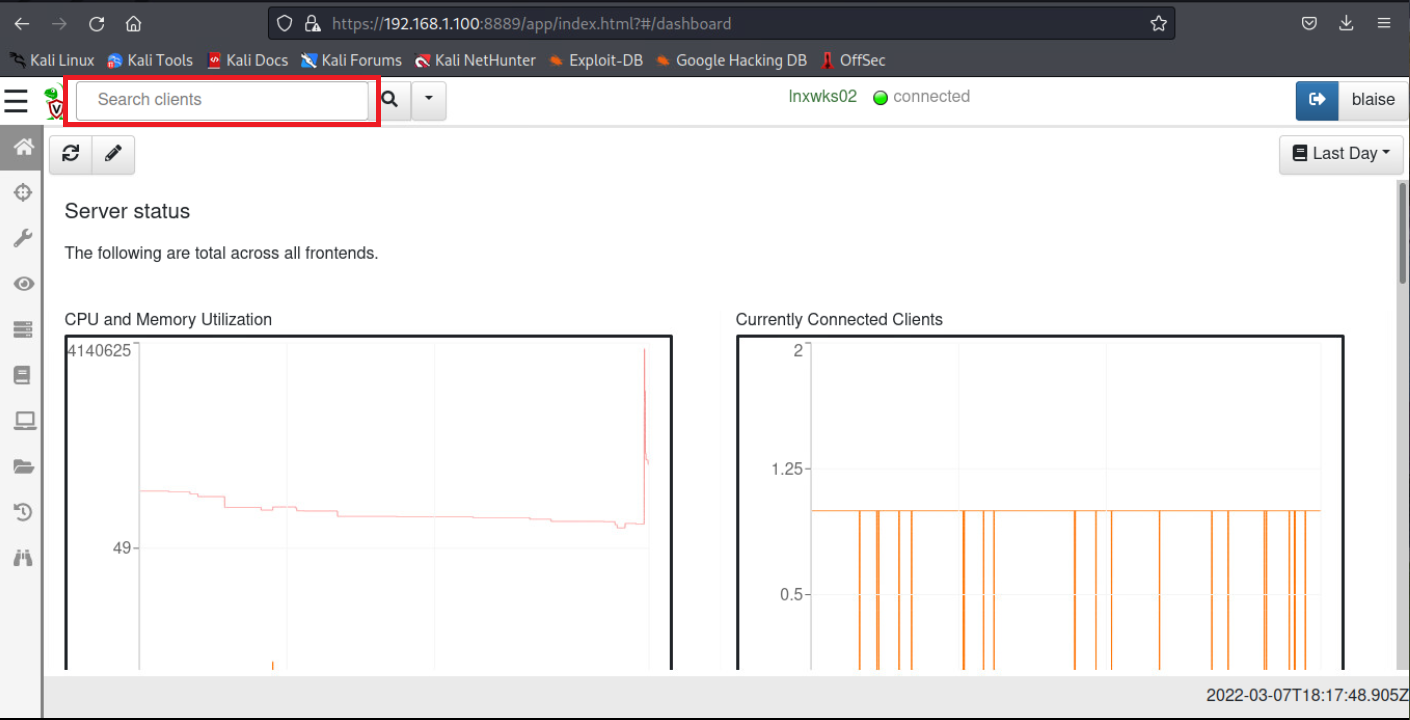 https://192.168.1.100:8889/app/index.html?#/dashboard
Kali Linux Kali Tools Kali Docs Kali Forums Kali NetHunter Exploit-DB Google Hacking DB OffSec
V Search clients lnxwks02 connected blaise
Last Day
Server status
The following are total across all frontends.
CPU and Memory Utilization Currently Connected Clients
4140625 2
1.25
49
0.5
2022-03-07T18:17:48.905Z